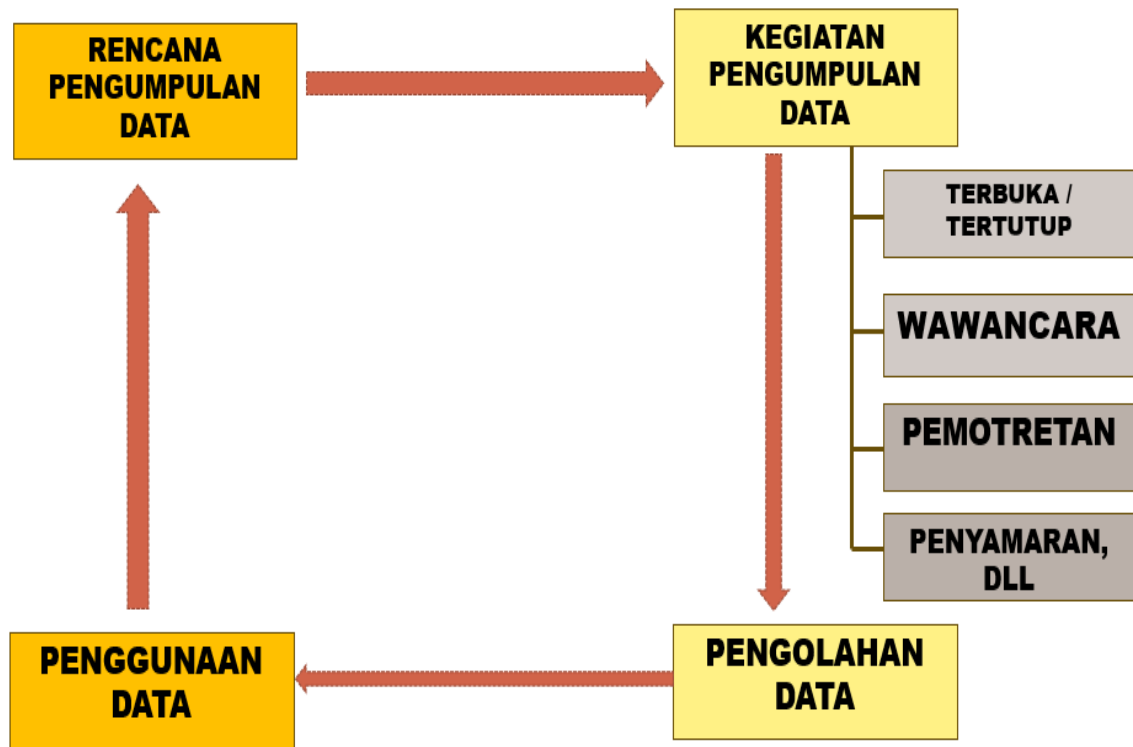 RENCANA
PENGUMPULAN
DATA
KEGIATAN
PENGUMPULAN
DATA
TERBUKA /
TERTUTUP
WAWANCARA
PEMOTRETAN
PENYAMARAN,
DLL
PENGGUNAAN
DATA
PENGOLAHAN
DATA